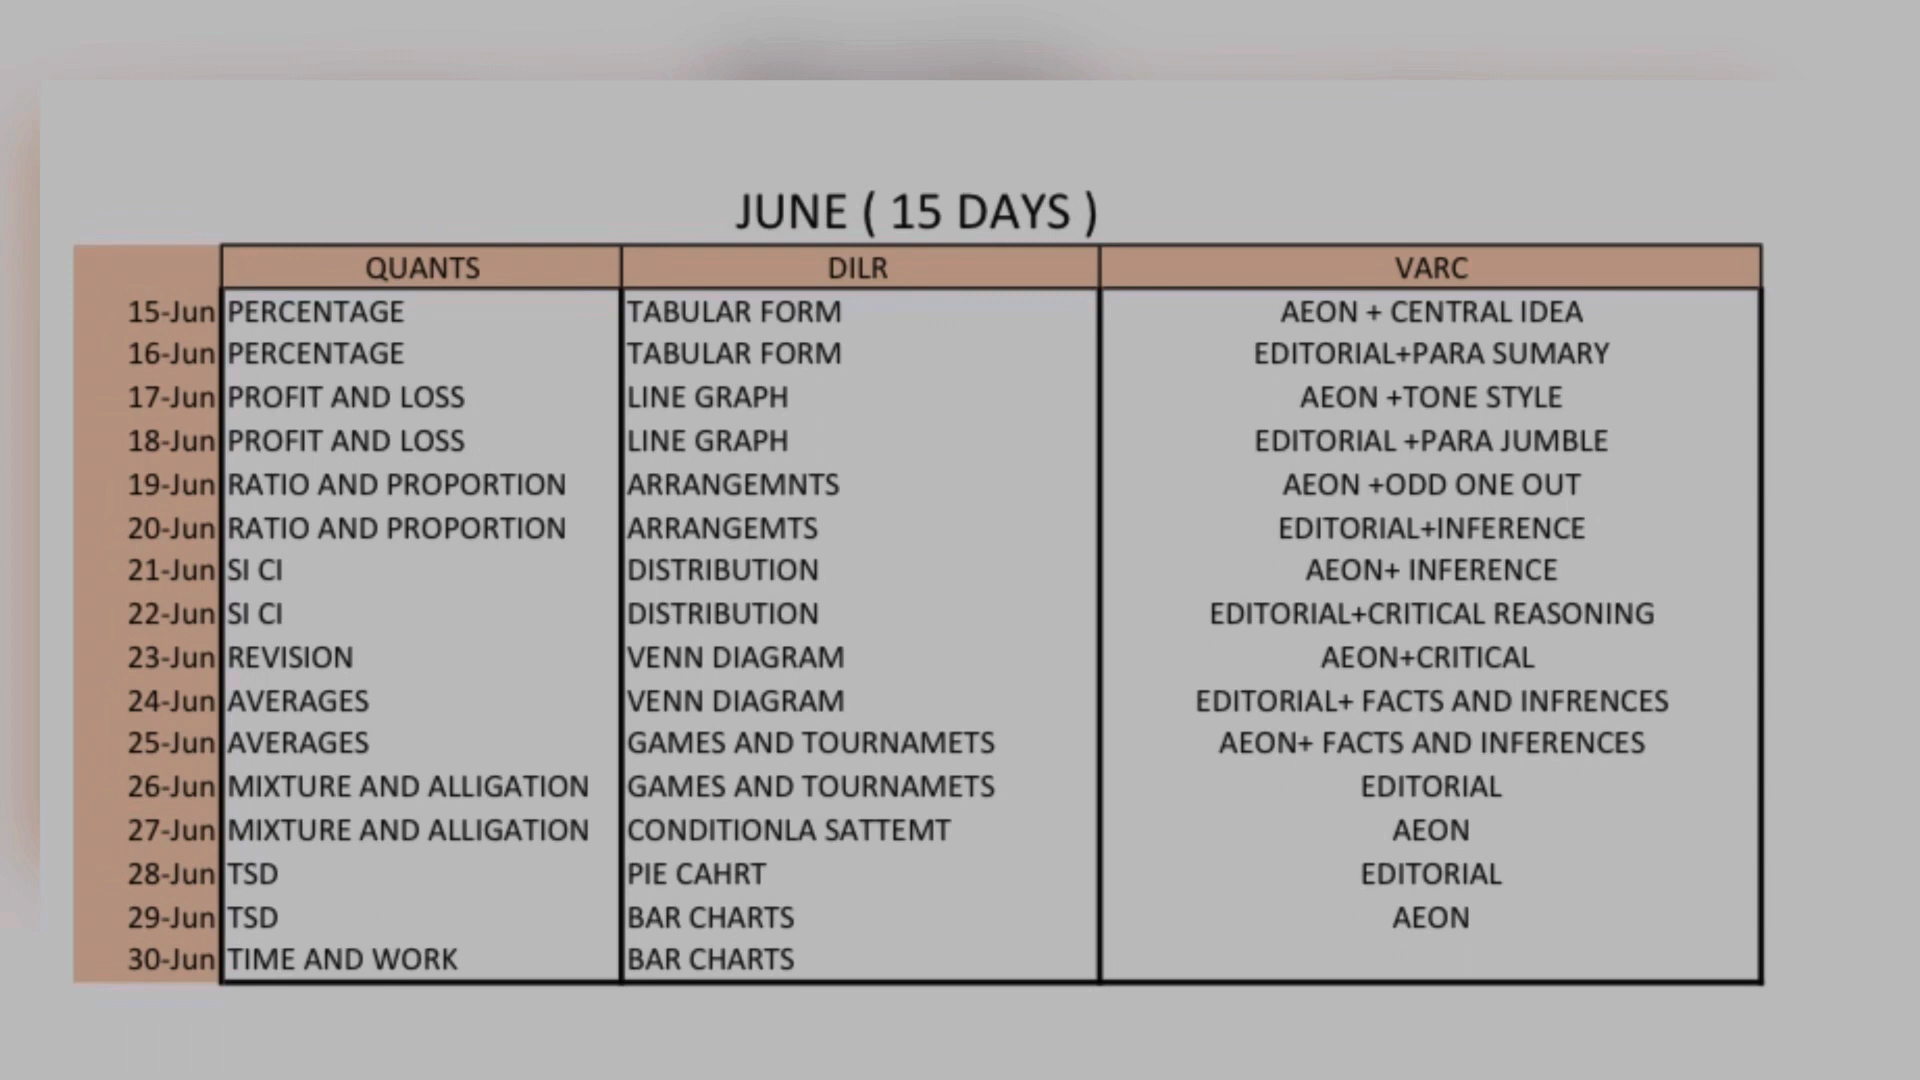 JUNE ( 15 DAYS )
QUANTS DILR VARC
15-Jun PERCENTAGE TABULAR FORM AEON + CENTRAL IDEA
16-Jun PERCENTAGE TABULAR FORM EDITORIAL+PARA SUMARY
17-Jun PROFIT AND LOSS LINE GRAPH AEON +TONE STYLE
18-Jun PROFIT AND LOSS LINE GRAPH EDITORIAL +PARA JUMBLE
19-Jun RATIO AND PROPORTION ARRANGEMNTS AEON +ODD ONE OUT
20-Jun RATIO AND PROPORTION ARRANGEMTS EDITORIAL+INFERENCE
21-Jun SI CI DISTRIBUTION AEON+ INFERENCE
22-Jun SI CI DISTRIBUTION EDITORIAL+CRITICAL REASONING
23-Jun REVISION VENN DIAGRAM AEON+CRITICAL
24-Jun AVERAGES VENN DIAGRAM EDITORIAL+ FACTS AND INFRENCES
25-Jun AVERAGES GAMES AND TOURNAMETS AEON+ FACTS AND INFERENCES
26-Jun MIXTURE AND ALLIGATION GAMES AND TOURNAMETS EDITORIAL
27-Jun MIXTURE AND ALLIGATION CONDITIONLA SATTEMT AEON
28-Jun TSD PIE CAHRT EDITORIAL
29-Jun TSD BAR CHARTS AEON
30-Jun TIME AND WORK BAR CHARTS